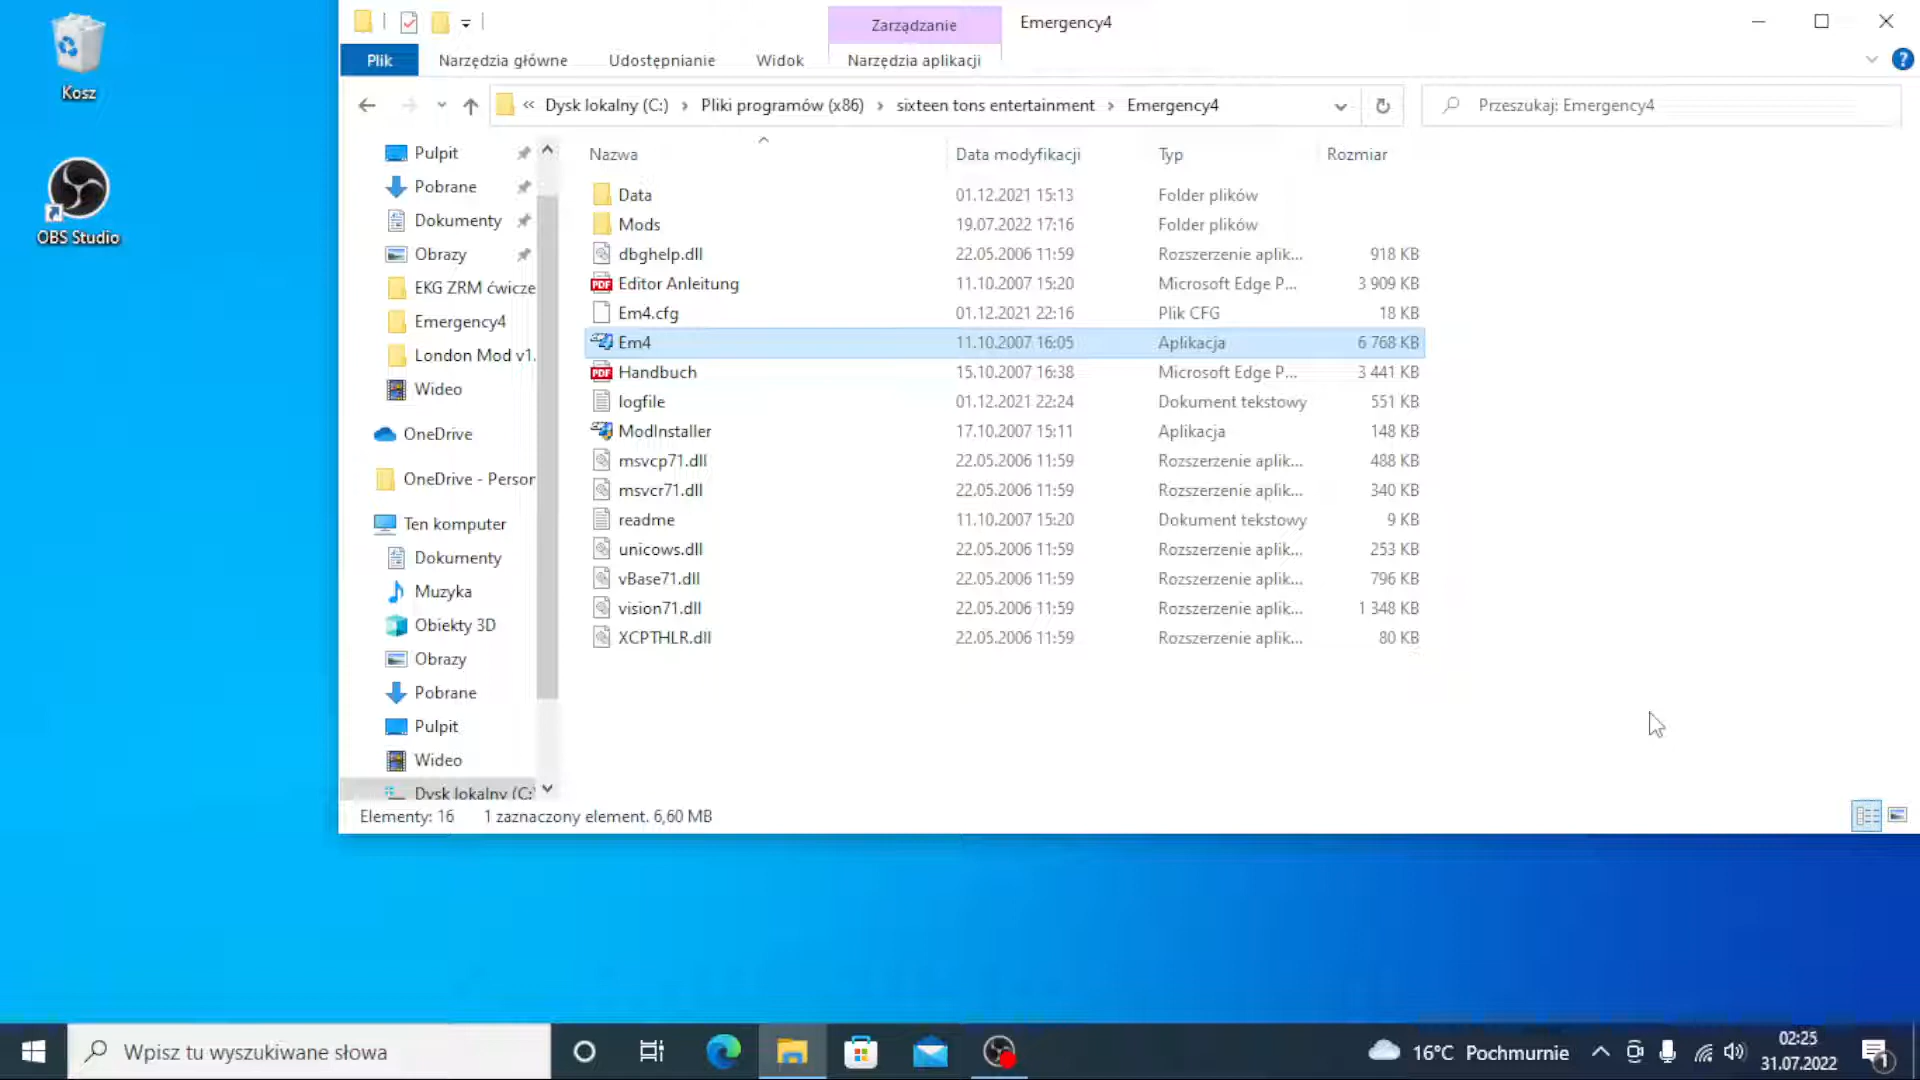 Kosz
OBS Studio
Zarządzanie
Emergency4
Plik
Narzędzia główne
Udostępnianie
Widok
Narzędzia aplikacji
« Dysk lokalny (C:) › Pliki programów (x86) › sixteen tons entertainment › Emergency4
Przeszukaj: Emergency4
Pulpit
Pobrane
Dokumenty
Obrazy
EKG ZRM ćwicze
Emergency4
London Mod v1.
Wideo
OneDrive
OneDrive - Person
Ten komputer
Dokumenty
Muzyka
Obiekty 3D
Obrazy
Pobrane
Pulpit
Wideo
Dysk lokalny (C:
Nazwa Data modyfikacji Typ Rozmiar
Data 01.12.2021 15:13 Folder plików
Mods 19.07.2022 17:16 Folder plików
dbghelp.dll 22.05.2006 11:59 Rozszerzenie aplik... 918 KB
Editor Anleitung 11.10.2007 15:20 Microsoft Edge P... 3 909 KB
Em4.cfg 01.12.2021 22:16 Plik CFG 18 KB
Em4 11.10.2007 16:05 Aplikacja 6 768 KB
Handbuch 15.10.2007 16:38 Microsoft Edge P... 3 441 KB
logfile 01.12.2021 22:24 Dokument tekstowy 551 KB
ModInstaller 17.10.2007 15:11 Aplikacja 148 KB
msvcp71.dll 22.05.2006 11:59 Rozszerzenie aplik... 488 KB
msvcr71.dll 22.05.2006 11:59 Rozszerzenie aplik... 340 KB
readme 11.10.2007 15:20 Dokument tekstowy 9 KB
unicows.dll 22.05.2006 11:59 Rozszerzenie aplik... 253 KB
vBase71.dll 22.05.2006 11:59 Rozszerzenie aplik... 796 KB
vision71.dll 22.05.2006 11:59 Rozszerzenie aplik... 1 348 KB
XCPTHLR.dll 22.05.2006 11:59 Rozszerzenie aplik... 80 KB
Elementy: 16 1 zaznaczony element. 6,60 MB
Wpisz tu wyszukiwane słowa
16°C Pochmurnie
02:25
31.07.2022
1